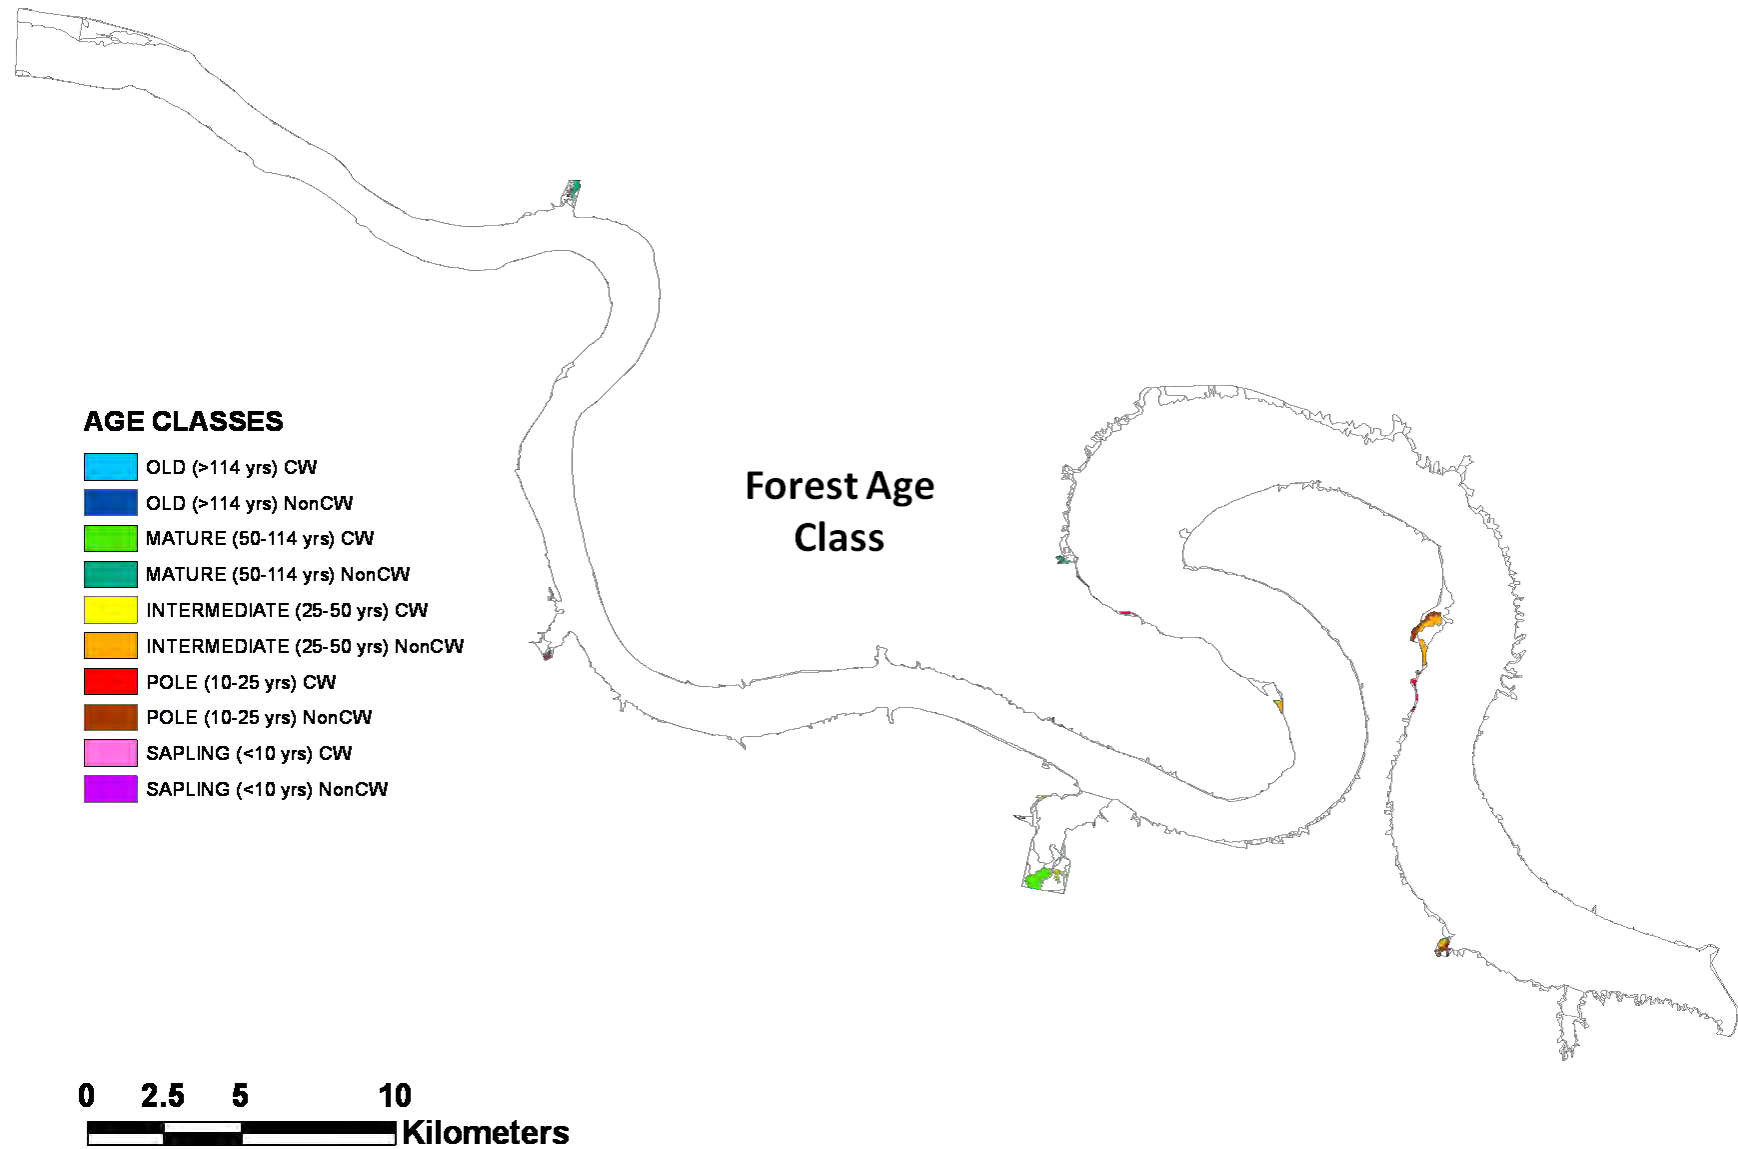 AGE CLASSES
OLD (>114 yrs) CW
OLD (>114 yrs) NonCW
MATURE (50-114 yrs) CW
MATURE (50-114 yrs) NonCW
INTERMEDIATE (25-50 yrs) CW
INTERMEDIATE (25-50 yrs) NonCW
POLE (10-25 yrs) CW
POLE (10-25 yrs) NonCW
SAPLING (<10 yrs) CW
SAPLING (<10 yrs) NonCW
Forest Age
Class
0 2.5 5 10
Kilometers